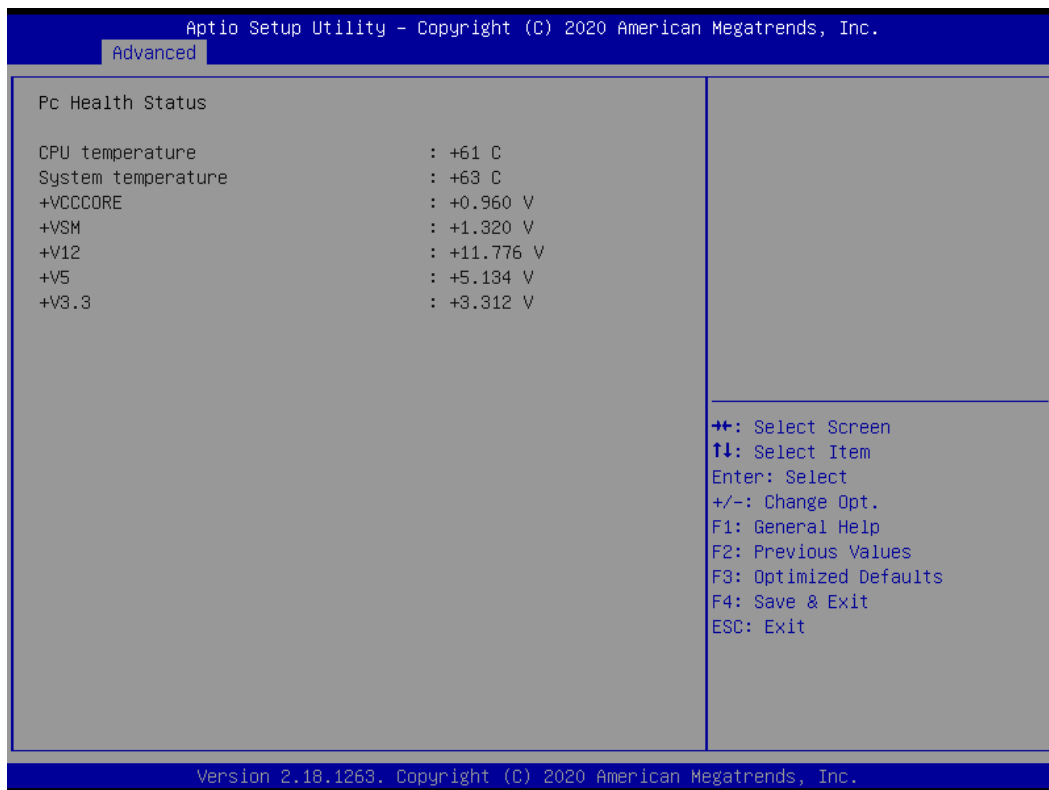 Aptio Setup Utility – Copyright (C) 2020 American Megatrends, Inc.
Advanced
Pc Health Status
CPU temperature : +61 C
System temperature : +63 C
+VCCCORE : +0.960 V
+VSM : +1.320 V
+V12 : +11.776 V
+V5 : +5.134 V
+V3.3 : +3.312 V
→←: Select Screen
↑↓: Select Item
Enter: Select
+/-: Change Opt.
F1: General Help
F2: Previous Values
F3: Optimized Defaults
F4: Save & Exit
ESC: Exit
Version 2.18.1263. Copyright (C) 2020 American Megatrends, Inc.